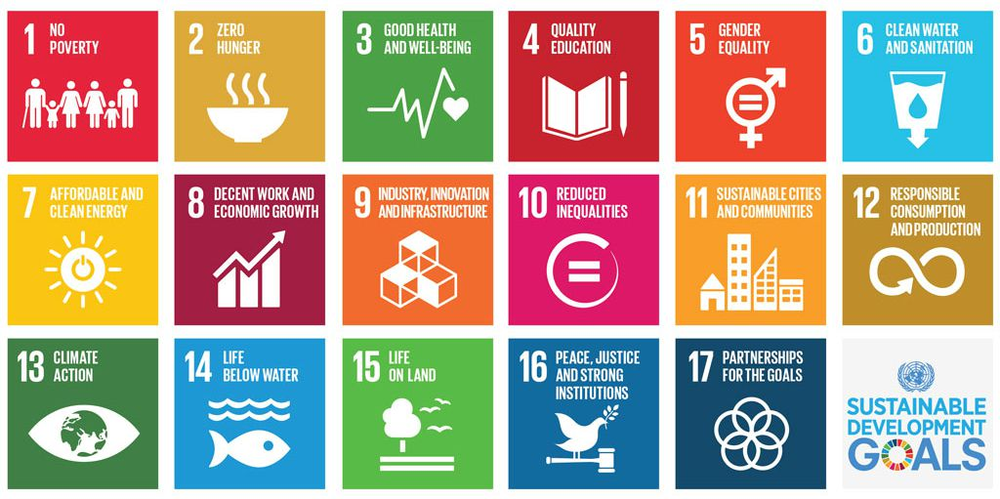 1 NO
POVERTY
2 ZERO
HUNGER
3 GOOD HEALTH
AND WELL-BEING
4 QUALITY
EDUCATION
5 GENDER
EQUALITY
6 CLEAN WATER
AND SANITATION
7 AFFORDABLE AND
CLEAN ENERGY
8 DECENT WORK AND
ECONOMIC GROWTH
9 INDUSTRY, INNOVATION
AND INFRASTRUCTURE
10 REDUCED
INEQUALITIES
11 SUSTAINABLE CITIES
AND COMMUNITIES
12 RESPONSIBLE
CONSUMPTION
AND PRODUCTION
13 CLIMATE
ACTION
14 LIFE
BELOW WATER
15 LIFE
ON LAND
16 PEACE, JUSTICE
AND STRONG
INSTITUTIONS
17 PARTNERSHIPS
FOR THE GOALS
SUSTAINABLE
DEVELOPMENT
GOALS